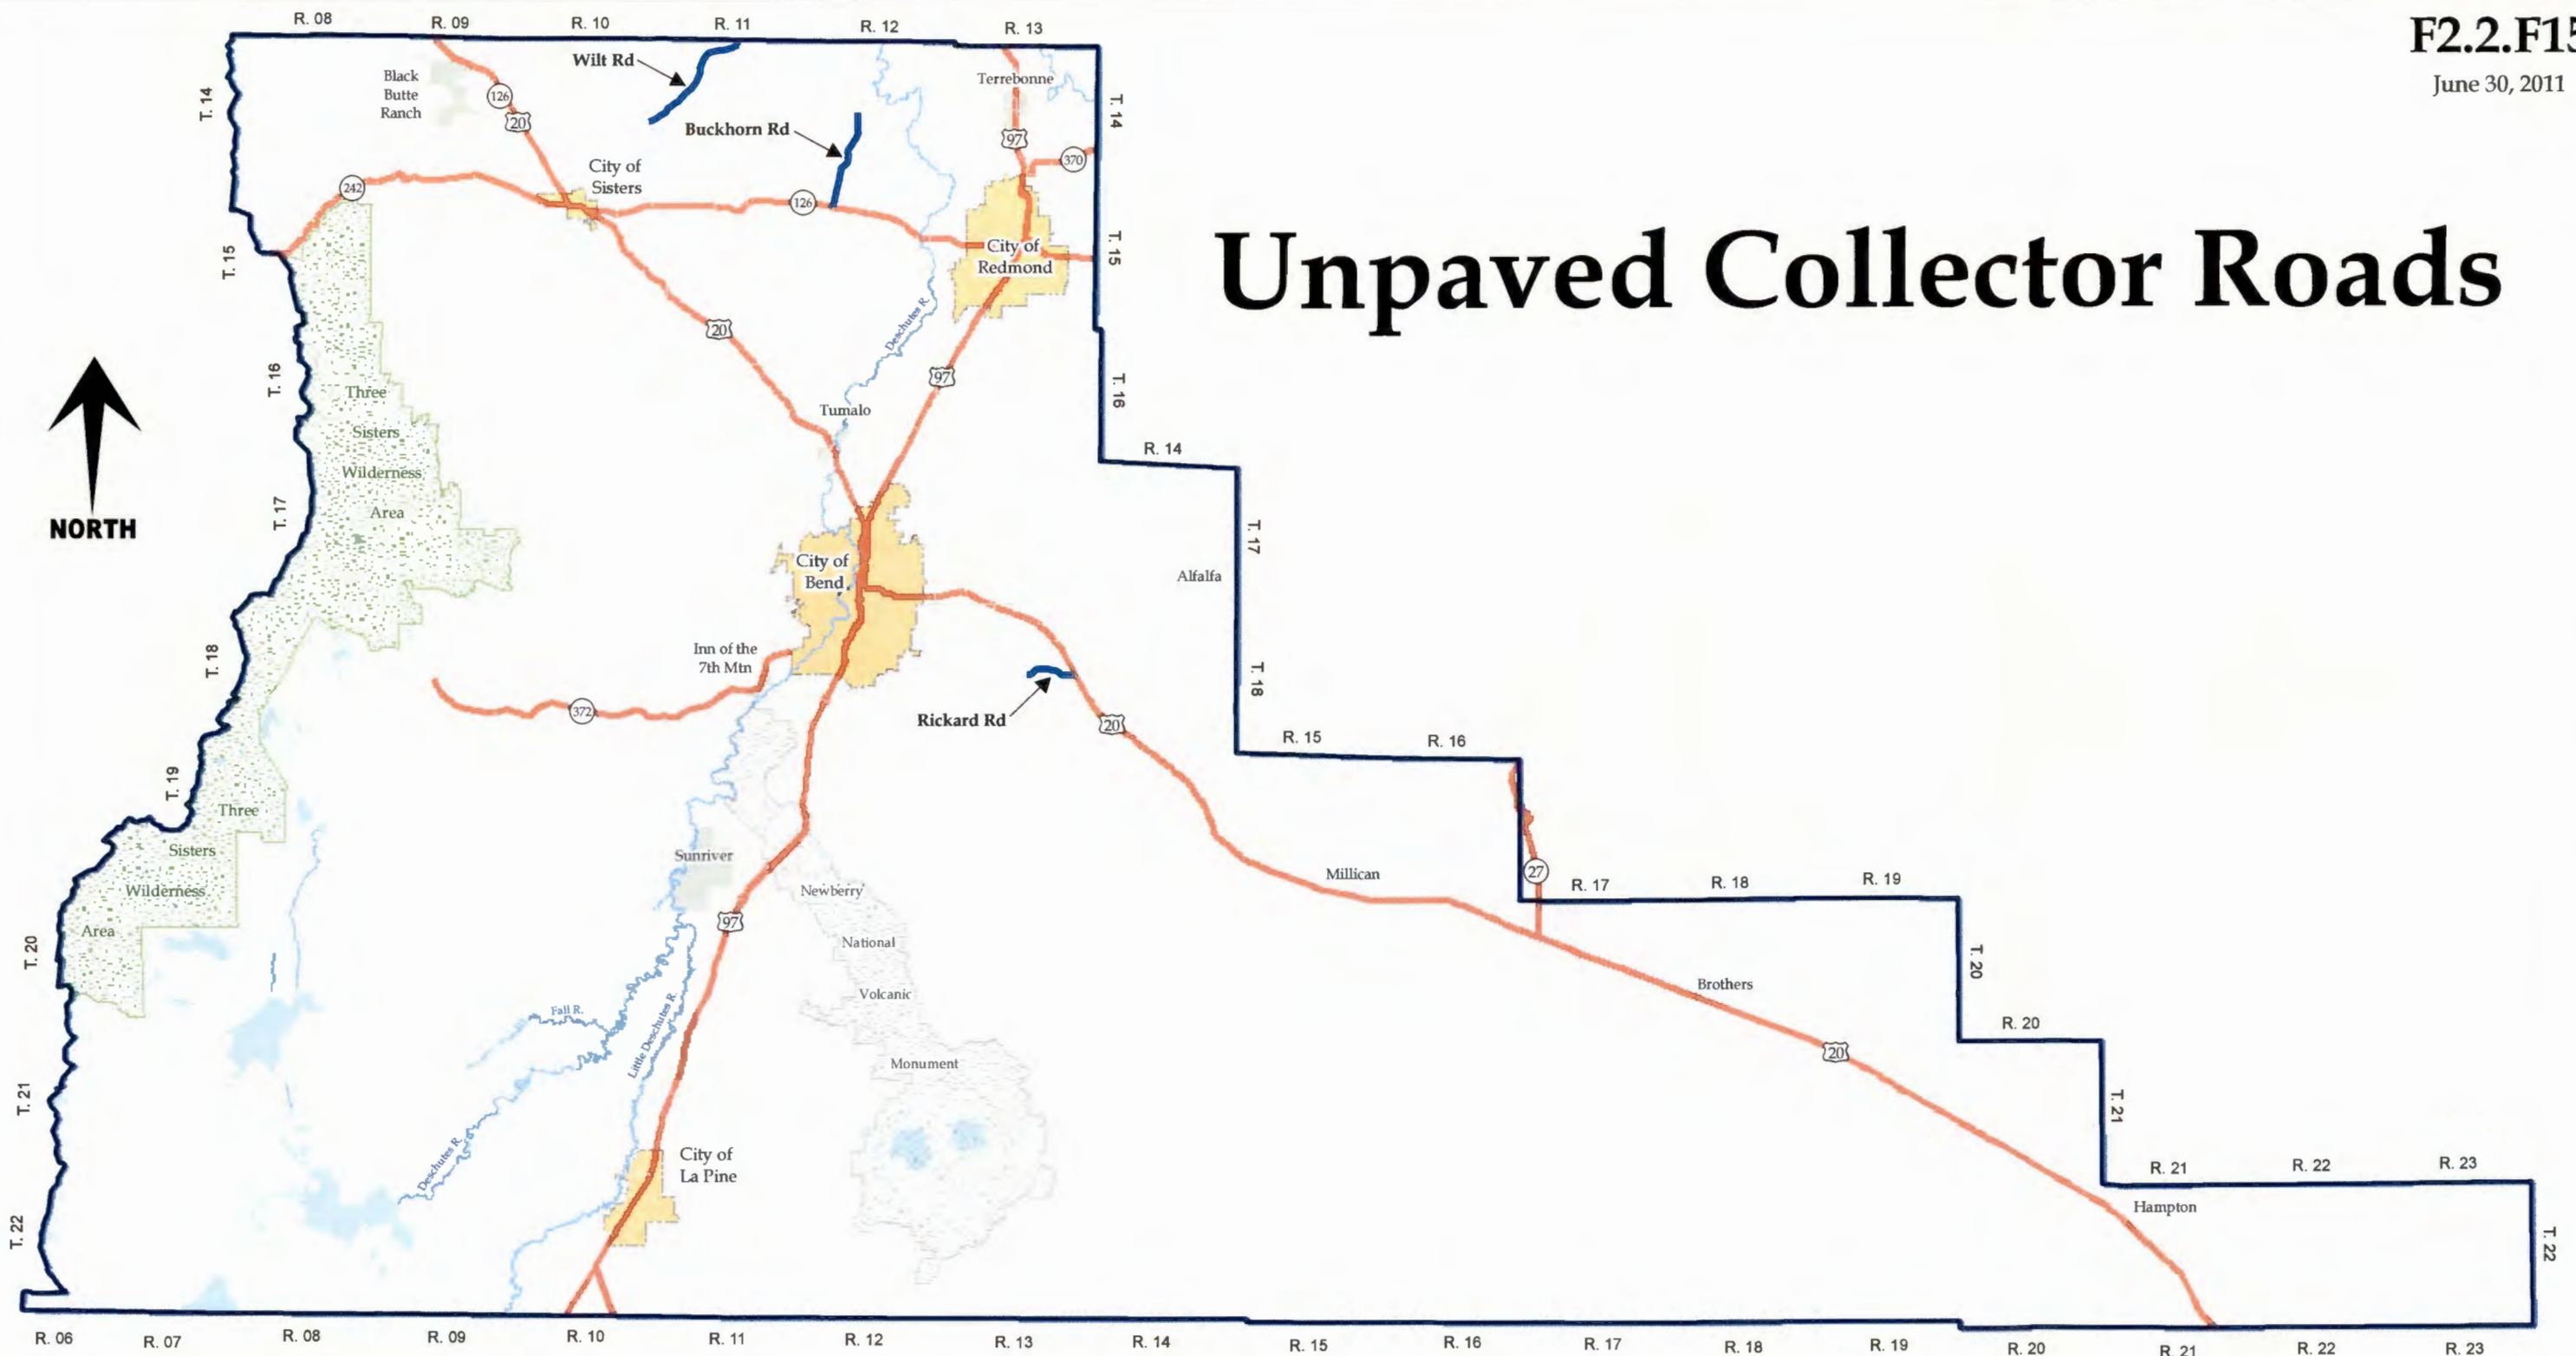 F2.2.F15
June 30, 2011
Unpaved Collector Roads
R. 08
R. 09
R. 10
R. 11
R. 12
R. 13
T. 14
Black
Butte
Ranch
126
20
Wilt Rd
Buckhorn Rd
Terrebonne
97
370
T. 14
242
City of
Sisters
126
T. 15
City of
Redmond
T. 15
20
Deschutes R.
97
T. 16
T. 16
Three
Sisters
Wilderness
Area
Tumalo
R. 14
NORTH
T. 17
T. 17
City of
Bend
Alfalfa
Inn of the
7th Mtn
T. 18
T. 18
372
Rickard Rd
20
R. 15
R. 16
T. 19
Three
Sisters
Wilderness
Area
Sunriver
Newberry
National
Volcanic
Monument
Millican
27
R. 17
R. 18
R. 19
97
T. 20
T. 20
Brothers
Fall R.
Little Deschutes R.
20
R. 20
T. 21
T. 21
Deschutes R.
City of
La Pine
R. 21
R. 22
R. 23
Hampton
T. 22
T. 22
R. 06
R. 07
R. 08
R. 09
R. 10
R. 11
R. 12
R. 13
R. 14
R. 15
R. 16
R. 17
R. 18
R. 19
R. 20
R. 21
R. 22
R. 23